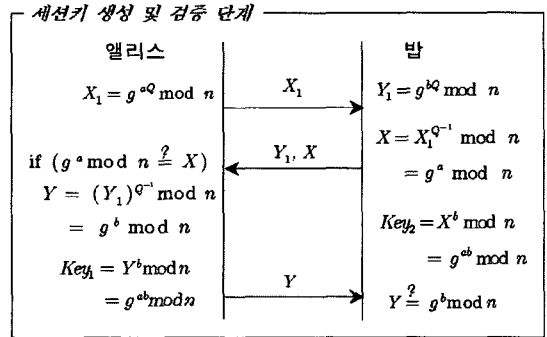 세션키 생성 및 검증 단계
앨리스 밥
X₁ = g^{aQ} mod n
X₁
Y₁ = g^{bQ} mod n
X = X₁^{Q⁻¹} mod n
= g^a mod n
Y₁, X
if (g^a mod n ≟ X)
Y = (Y₁)^{Q⁻¹} mod n
= g^b mod n
Key₂ = X^b mod n
= g^{ab} mod n
Key₁ = Y^b mod n
= g^{ab} mod n
Y
Y ≟ g^b mod n